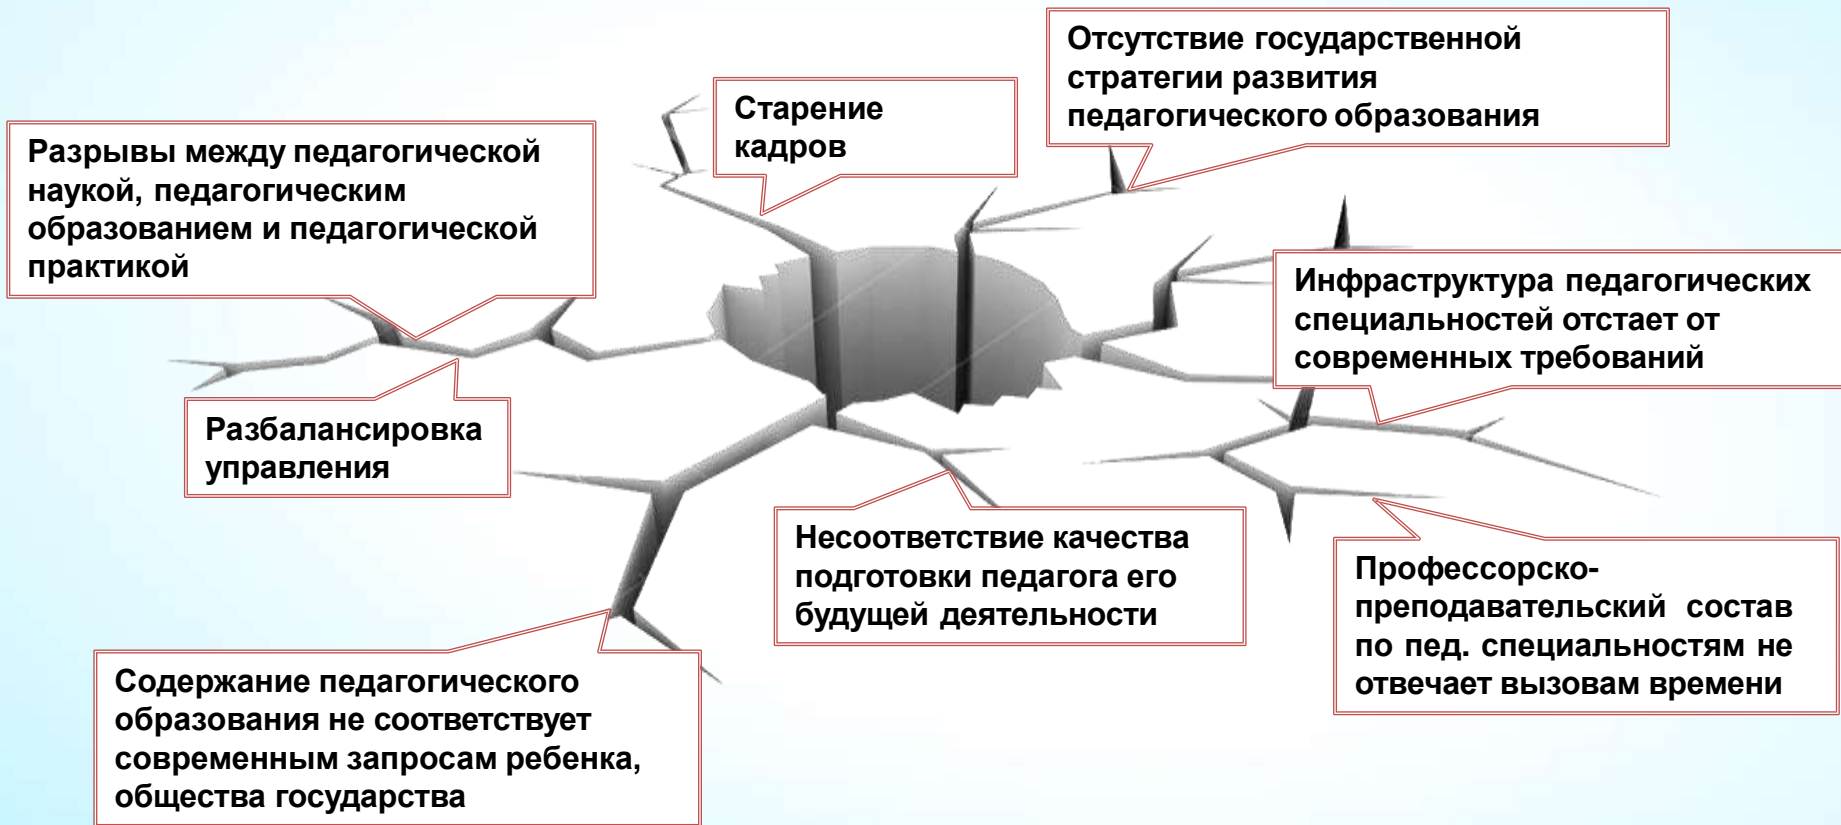 Отсутствие государственной
стратегии развития
педагогического образования
Старение
кадров
Разрывы между педагогической
наукой, педагогическим
образованием и педагогической
практикой
Инфраструктура педагогических
специальностей отстает от
современных требований
Разбалансировка
управления
Несоответствие качества
подготовки педагога его
будущей деятельности
Профессорско-
преподавательский состав
по пед. специальностям не
отвечает вызовам времени
Содержание педагогического
образования не соответствует
современным запросам ребенка,
общества государства